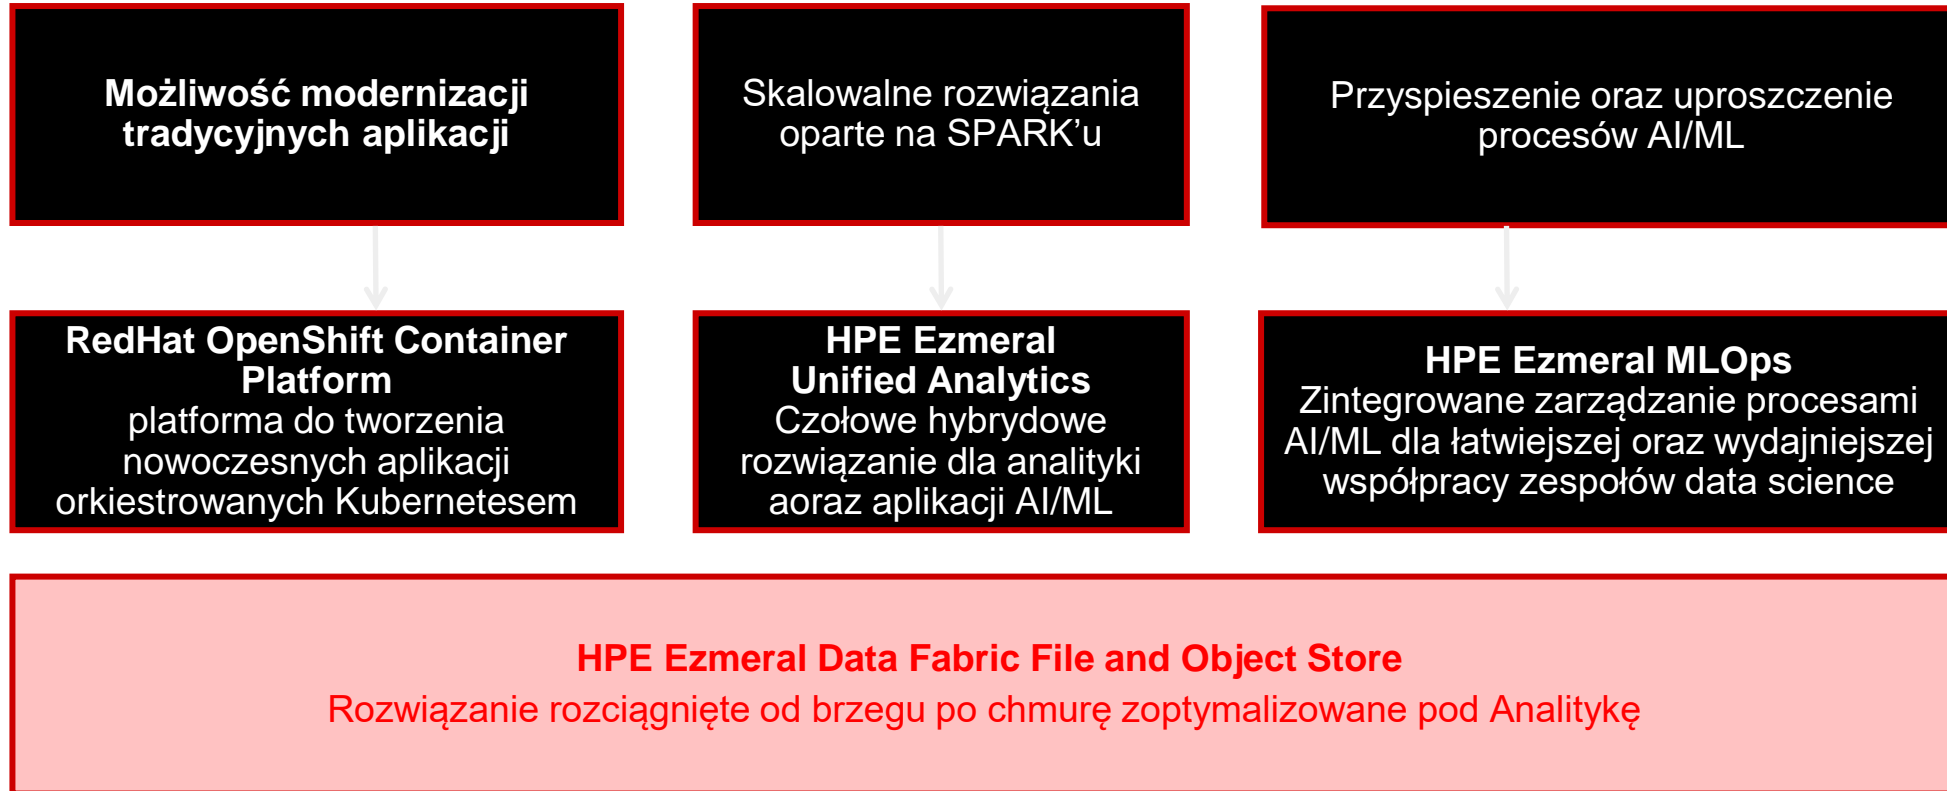 Możliwość modernizacji
tradycyjnych aplikacji
Skalowalne rozwiązania
oparte na SPARK’u
Przyspieszenie oraz uproszczenie
procesów AI/ML
RedHat OpenShift Container
Platform
platforma do tworzenia
nowoczesnych aplikacji
orkiestrowanych Kubernetesem
HPE Ezmeral
Unified Analytics
Czołowe hybrydowe
rozwiązanie dla analityki
aoraz aplikacji AI/ML
HPE Ezmeral MLOps
Zintegrowane zarządzanie procesami
AI/ML dla łatwiejszej oraz wydajniejszej
współpracy zespołów data science
HPE Ezmeral Data Fabric File and Object Store
Rozwiązanie rozciągnięte od brzegu po chmurę zoptymalizowane pod Analitykę